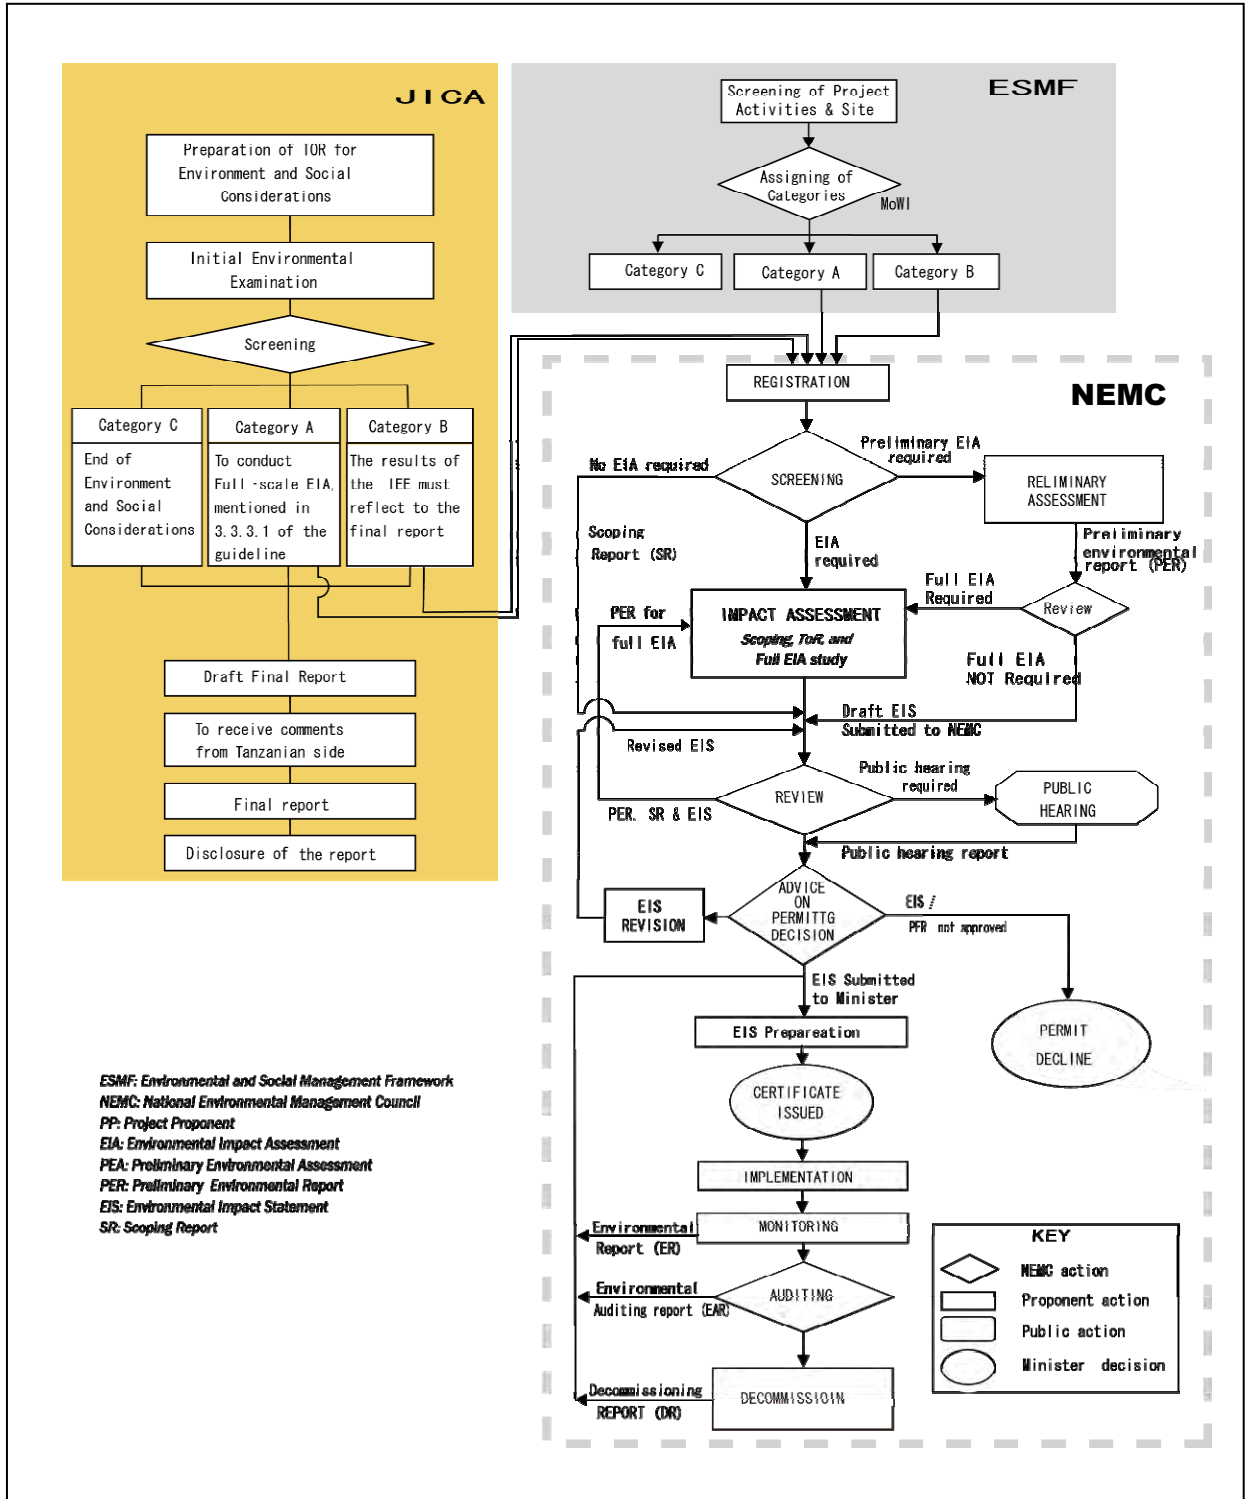 JICA
Preparation of TOR for
Environment and Social
Considerations
Initial Environmental
Examination
Screening
Category C
End of
Environment
and Social
Considerations
Category A
To conduct
Full -scale EIA,
mentioned in
3.3.3.1 of the
guideline
Category B
The results of
the IEE must
reflect to the
final report
Draft Final Report
To receive comments
from Tanzanian side
Final report
Disclosure of the report
ESMF
Screening of Project
Activities & Site
Assigning of
Categories
MoWI
Category C
Category A
Category B
NEMC
REGISTRATION
SCREENING
No EIA required
Preliminary EIA
required
RELIMINARY
ASSESSMENT
Scoping
Report (SR)
EIA
required
Preliminary
environmental
report (PER)
Full EIA
Required
Review
PER for
full EIA
IMPACT ASSESSMENT
Scoping, ToR, and
Full EIA study
Full EIA
NOT Required
Draft EIS
Submitted to NEMC
Revised EIS
Public hearing
required
REVIEW
PUBLIC
HEARING
PER. SR & EIS
Public hearing report
ADVICE
ON
PERMITTG
DECISION
EIS
REVISION
EIS /
PER not approved
EIS Submitted
to Minister
EIS Prepareation
PERMIT
DECLINE
CERTIFICATE
ISSUED
IMPLEMENTATION
MONITORING
Environmental
Report (ER)
AUDITING
Environmental
Auditing report (EAR)
DECOMMISSIOIN
Decommissioning
REPORT (DR)
KEY
NEMC action
Proponent action
Public action
Minister decision
ESMF: Environmental and Social Management Framework
NEMC: National Environmental Management Council
PP: Project Proponent
EIA: Environmental Impact Assessment
PEA: Preliminary Environmental Assessment
PER: Preliminary Environmental Report
EIS: Environmental Impact Statement
SR: Scoping Report